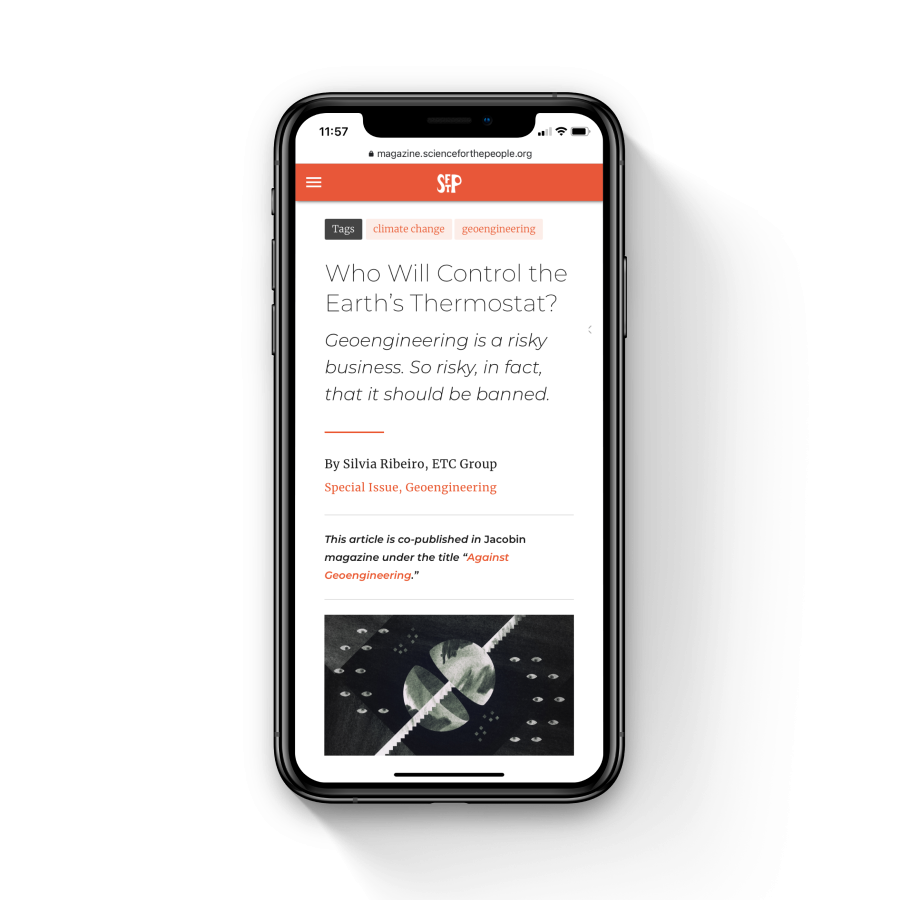 11:57
magazine.scienceforthepeople.org
SFTP
Tags climate change geoengineering
Who Will Control the
Earth’s Thermostat?
Geoengineering is a risky
business. So risky, in fact,
that it should be banned.
By Silvia Ribeiro, ETC Group
Special Issue, Geoengineering
This article is co-published in Jacobin
magazine under the title “Against
Geoengineering.”